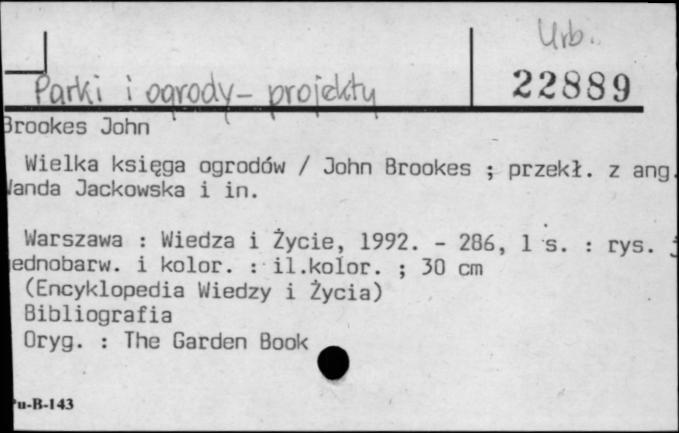 Urb.
22889
Parki i ogrody - projekty
Brookes John
Wielka księga ogrodów / John Brookes ; przekł. z ang.
Wanda Jackowska i in.
Warszawa : Wiedza i Życie, 1992. - 286, 1 s. : rys. j
ednobarw. i kolor. : il.kolor. ; 30 cm
(Encyklopedia Wiedzy i Życia)
Bibliografia
Oryg. : The Garden Book
Pu-B-143